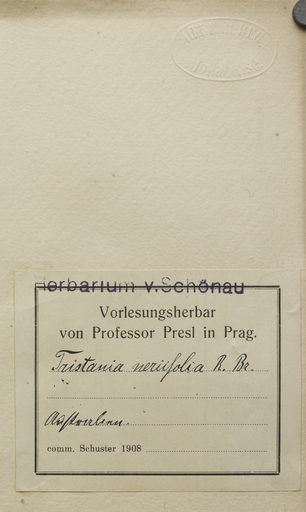 Herbarium v. Schönau
Vorlesungsherbar
von Professor Presl in Prag.
Tristania neriifolia R. Br.
Australien.
comm. Schuster 1908